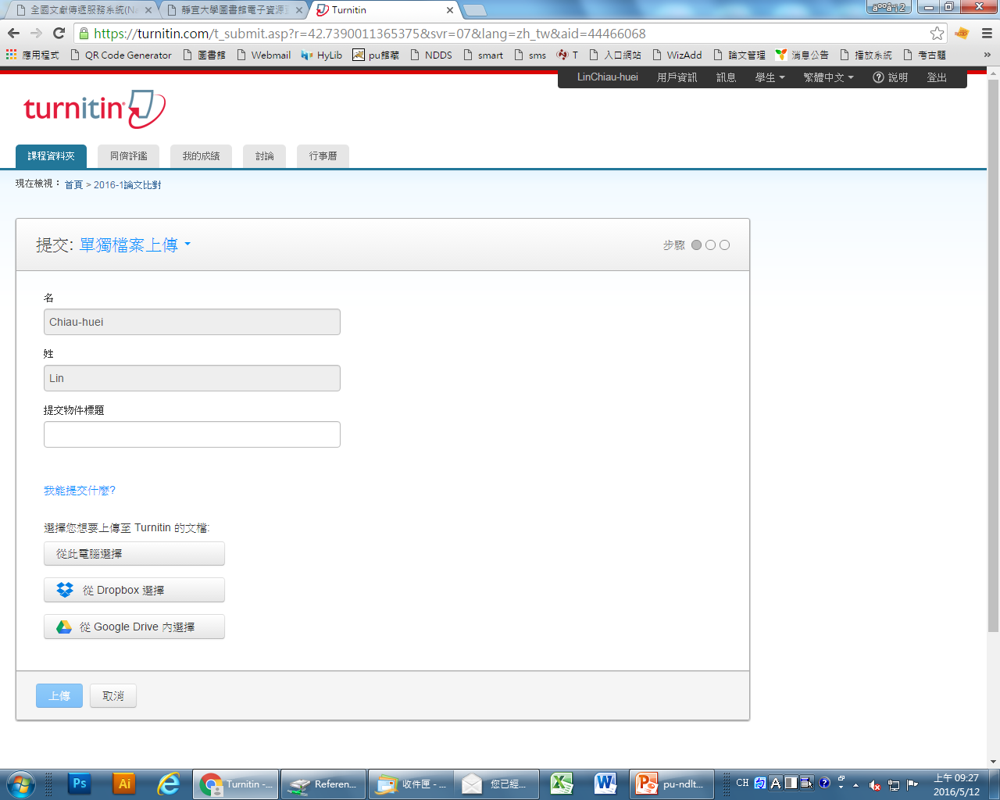 全國文獻傳遞服務系統(N
靜宜大學圖書館電子資源
Turnitin
https://turnitin.com/t_submit.asp?r=42.7390011365375&svr=07&lang=zh_tw&aid=44466068
應用程式 QR Code Generator 圖書館 Webmail HyLib pu館藏 NDDS smart sms T 入口網站 WizAdd 論文管理 消息公告 播放系統 考古題 »
LinChiau-huei 用戶資訊 訊息 學生 繁體中文 說明 登出
turnitin
課程資料夾 同儕評鑑 我的成績 討論 行事曆
現在檢視： 首頁 > 2016-1論文比對
提交: 單獨檔案上傳
步驟
名
Chiau-huei
姓
Lin
提交物件標題
我能提交什麼?
選擇您想要上傳至 Turnitin 的文檔:
從此電腦選擇
從 Dropbox 選擇
從 Google Drive 內選擇
上傳 取消
Ps Ai Turnitin -... Referen... 收件匣 - ... 您已經... pu-ndlt... CH A
上午 09:27
2016/5/12